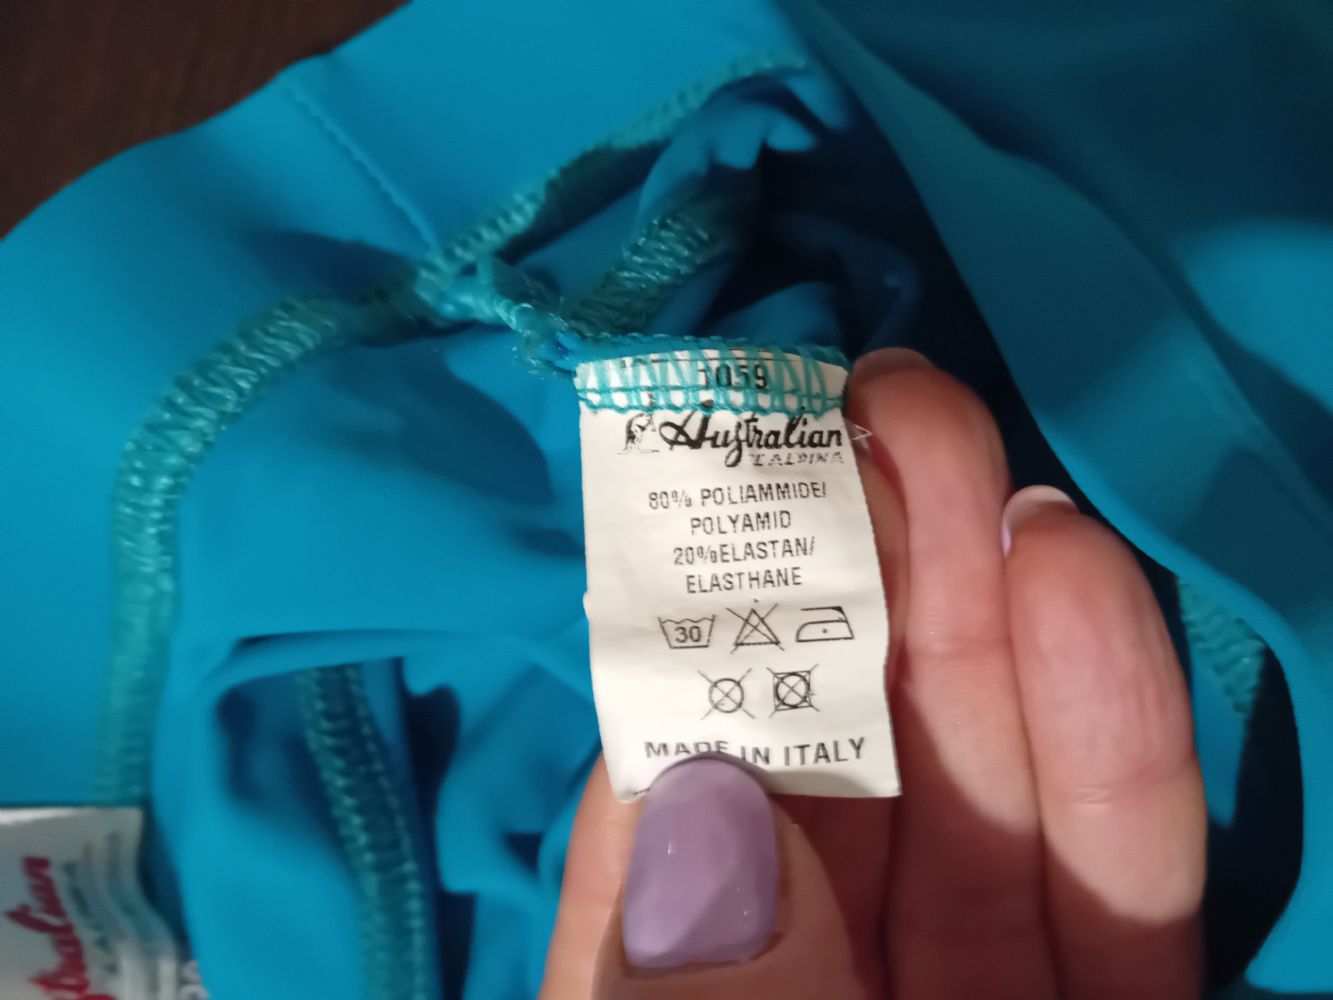 1059
Australian
L'ALPINA
80% POLIAMMIDE/
POLYAMID
20%ELASTAN/
ELASTHANE
30
MADE IN ITALY